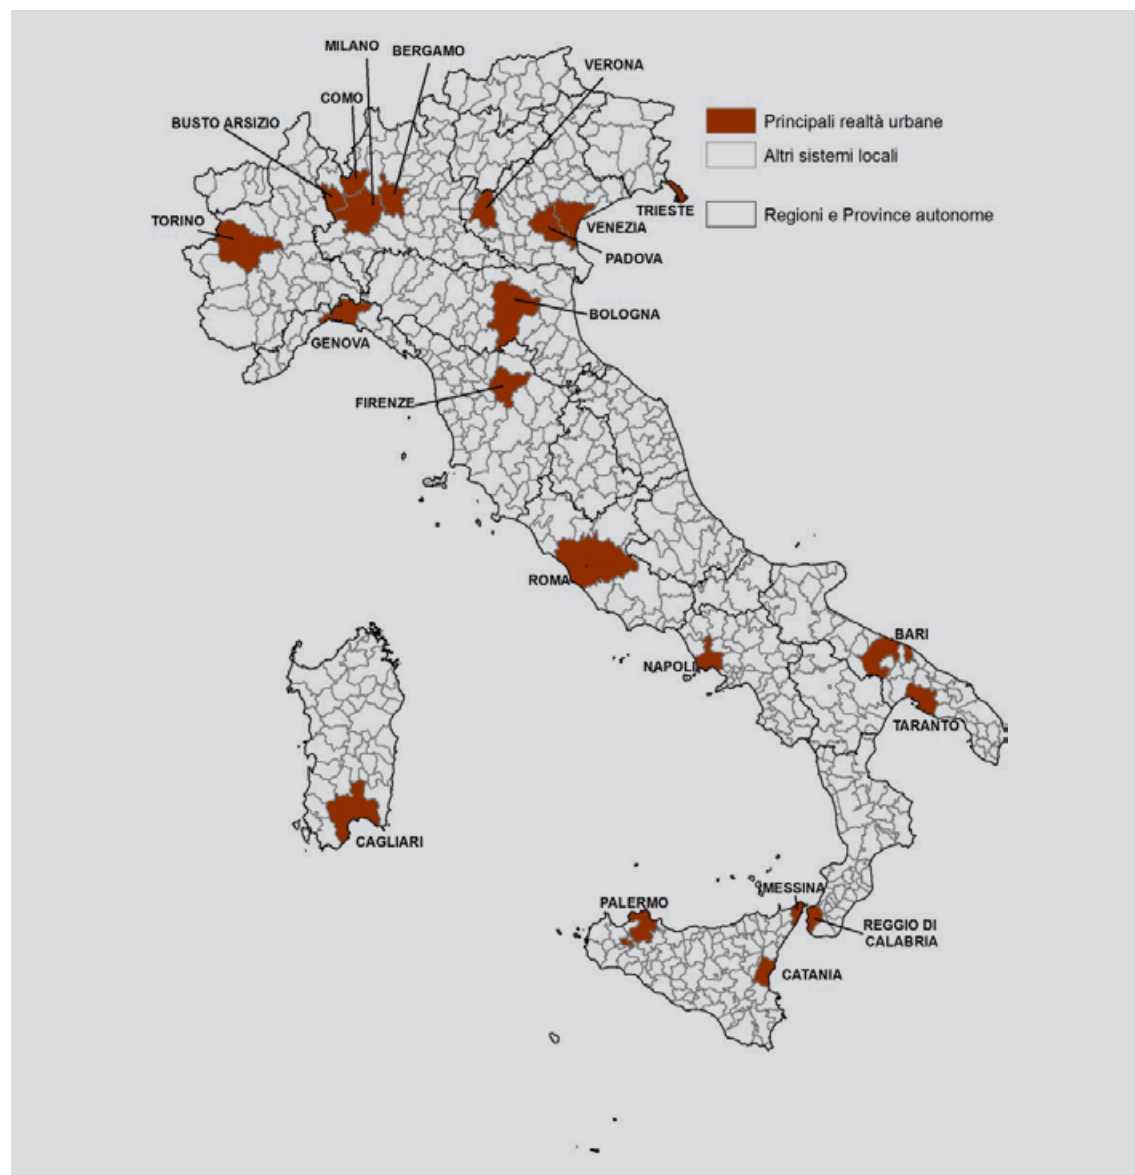 MILANO
BERGAMO
VERONA
COMO
BUSTO ARSIZIO
Principali realtà urbane
Altri sistemi locali
TRIESTE
Regioni e Province autonome
TORINO
VENEZIA
PADOVA
BOLOGNA
GENOVA
FIRENZE
ROMA
BARI
NAPOLI
TARANTO
CAGLIARI
MESSINA
PALERMO
REGGIO DI
CALABRIA
CATANIA